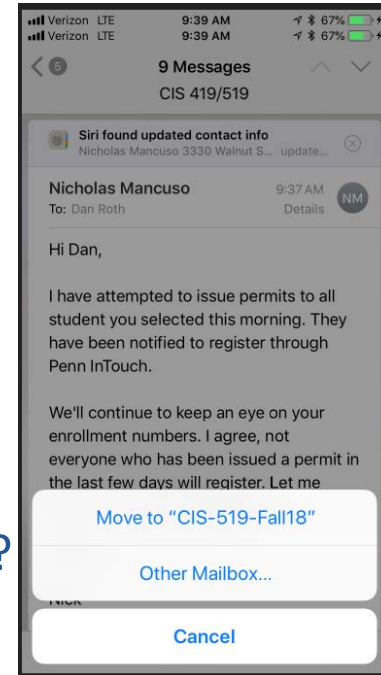 Verizon LTE 9:39 AM 67%
Verizon LTE 9:39 AM 67%
5 9 Messages
CIS 419/519
Siri found updated contact info
Nicholas Mancuso 3330 Walnut S... update...
Nicholas Mancuso 9:37 AM NM
To: Dan Roth Details
Hi Dan,
I have attempted to issue permits to all
student you selected this morning. They
have been notified to register through
Penn InTouch.
We'll continue to keep an eye on your
enrollment numbers. I agree, not
everyone who has been issued a permit in
the last few days will register. Let me
Move to “CIS-519-Fall18”
?
Other Mailbox...
Cancel